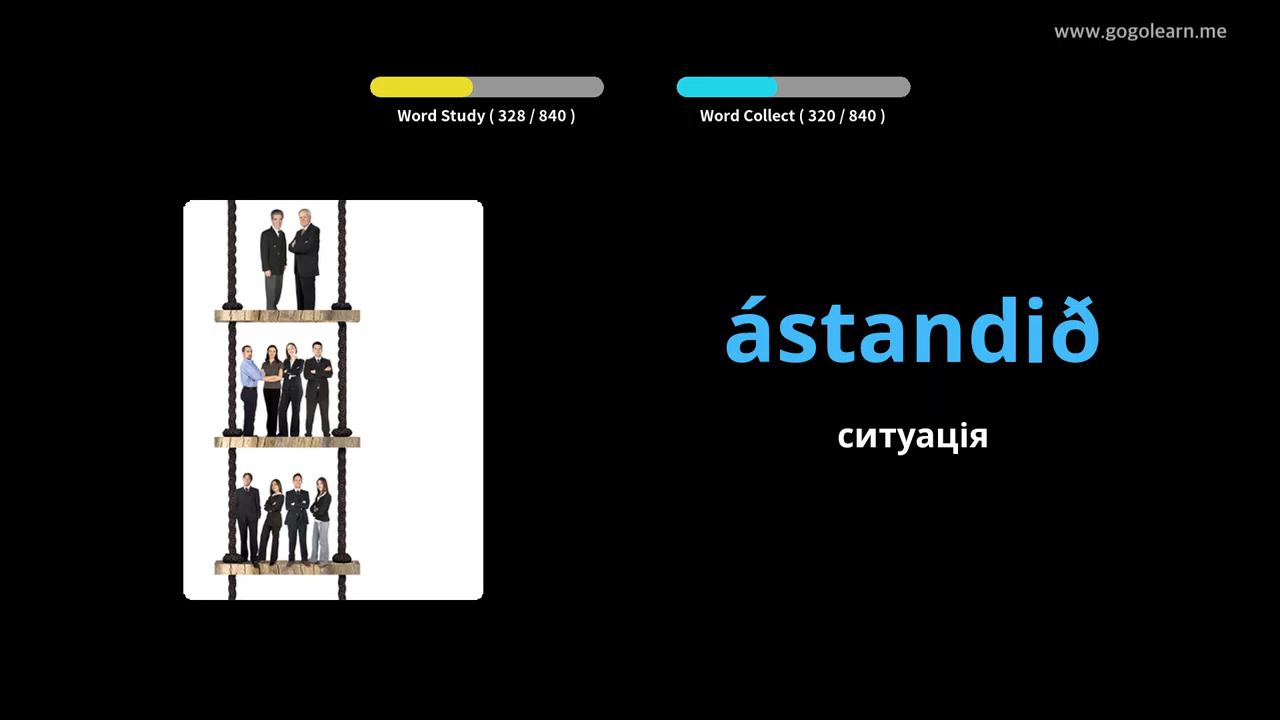 www.gogolearn.me
Word Study ( 328 / 840 )
Word Collect ( 320 / 840 )
ástandið
ситуація